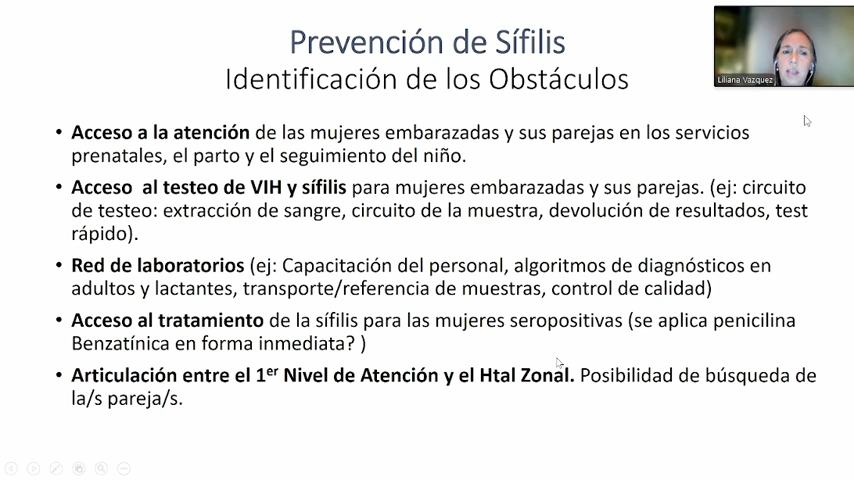 Prevención de Sífilis
Identificación de los Obstáculos
Liliana Vazquez
• Acceso a la atención de las mujeres embarazadas y sus parejas en los servicios
prenatales, el parto y el seguimiento del niño.
• Acceso al testeo de VIH y sífilis para mujeres embarazadas y sus parejas. (ej: circuito
de testeo: extracción de sangre, circuito de la muestra, devolución de resultados, test
rápido).
• Red de laboratorios (ej: Capacitación del personal, algoritmos de diagnósticos en
adultos y lactantes, transporte/referencia de muestras, control de calidad)
• Acceso al tratamiento de la sífilis para las mujeres seropositivas (se aplica penicilina
Benzatínica en forma inmediata? )
• Articulación entre el 1er Nivel de Atención y el Htal Zonal. Posibilidad de búsqueda de
la/s pareja/s.